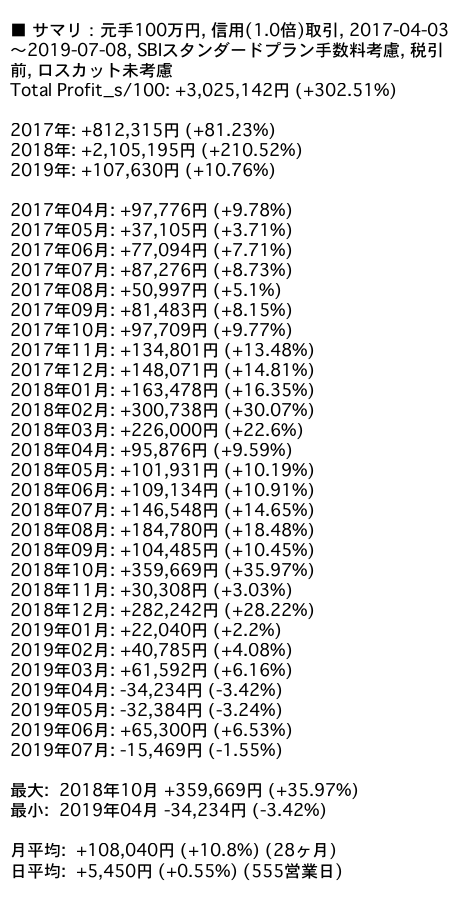 ■ サマリ：元手100万円, 信用(1.0倍)取引, 2017-04-03
～2019-07-08, SBIスタンダードプラン手数料考慮, 税引
前, ロスカット未考慮
Total Profit_s/100: +3,025,142円 (+302.51%)
2017年: +812,315円 (+81.23%)
2018年: +2,105,195円 (+210.52%)
2019年: +107,630円 (+10.76%)
2017年04月: +97,776円 (+9.78%)
2017年05月: +37,105円 (+3.71%)
2017年06月: +77,094円 (+7.71%)
2017年07月: +87,276円 (+8.73%)
2017年08月: +50,997円 (+5.1%)
2017年09月: +81,483円 (+8.15%)
2017年10月: +97,709円 (+9.77%)
2017年11月: +134,801円 (+13.48%)
2017年12月: +148,071円 (+14.81%)
2018年01月: +163,478円 (+16.35%)
2018年02月: +300,738円 (+30.07%)
2018年03月: +226,000円 (+22.6%)
2018年04月: +95,876円 (+9.59%)
2018年05月: +101,931円 (+10.19%)
2018年06月: +109,134円 (+10.91%)
2018年07月: +146,548円 (+14.65%)
2018年08月: +184,780円 (+18.48%)
2018年09月: +104,485円 (+10.45%)
2018年10月: +359,669円 (+35.97%)
2018年11月: +30,308円 (+3.03%)
2018年12月: +282,242円 (+28.22%)
2019年01月: +22,040円 (+2.2%)
2019年02月: +40,785円 (+4.08%)
2019年03月: +61,592円 (+6.16%)
2019年04月: -34,234円 (-3.42%)
2019年05月: -32,384円 (-3.24%)
2019年06月: +65,300円 (+6.53%)
2019年07月: -15,469円 (-1.55%)
最大: 2018年10月 +359,669円 (+35.97%)
最小: 2019年04月 -34,234円 (-3.42%)
月平均: +108,040円 (+10.8%) (28ヶ月)
日平均: +5,450円 (+0.55%) (555営業日)